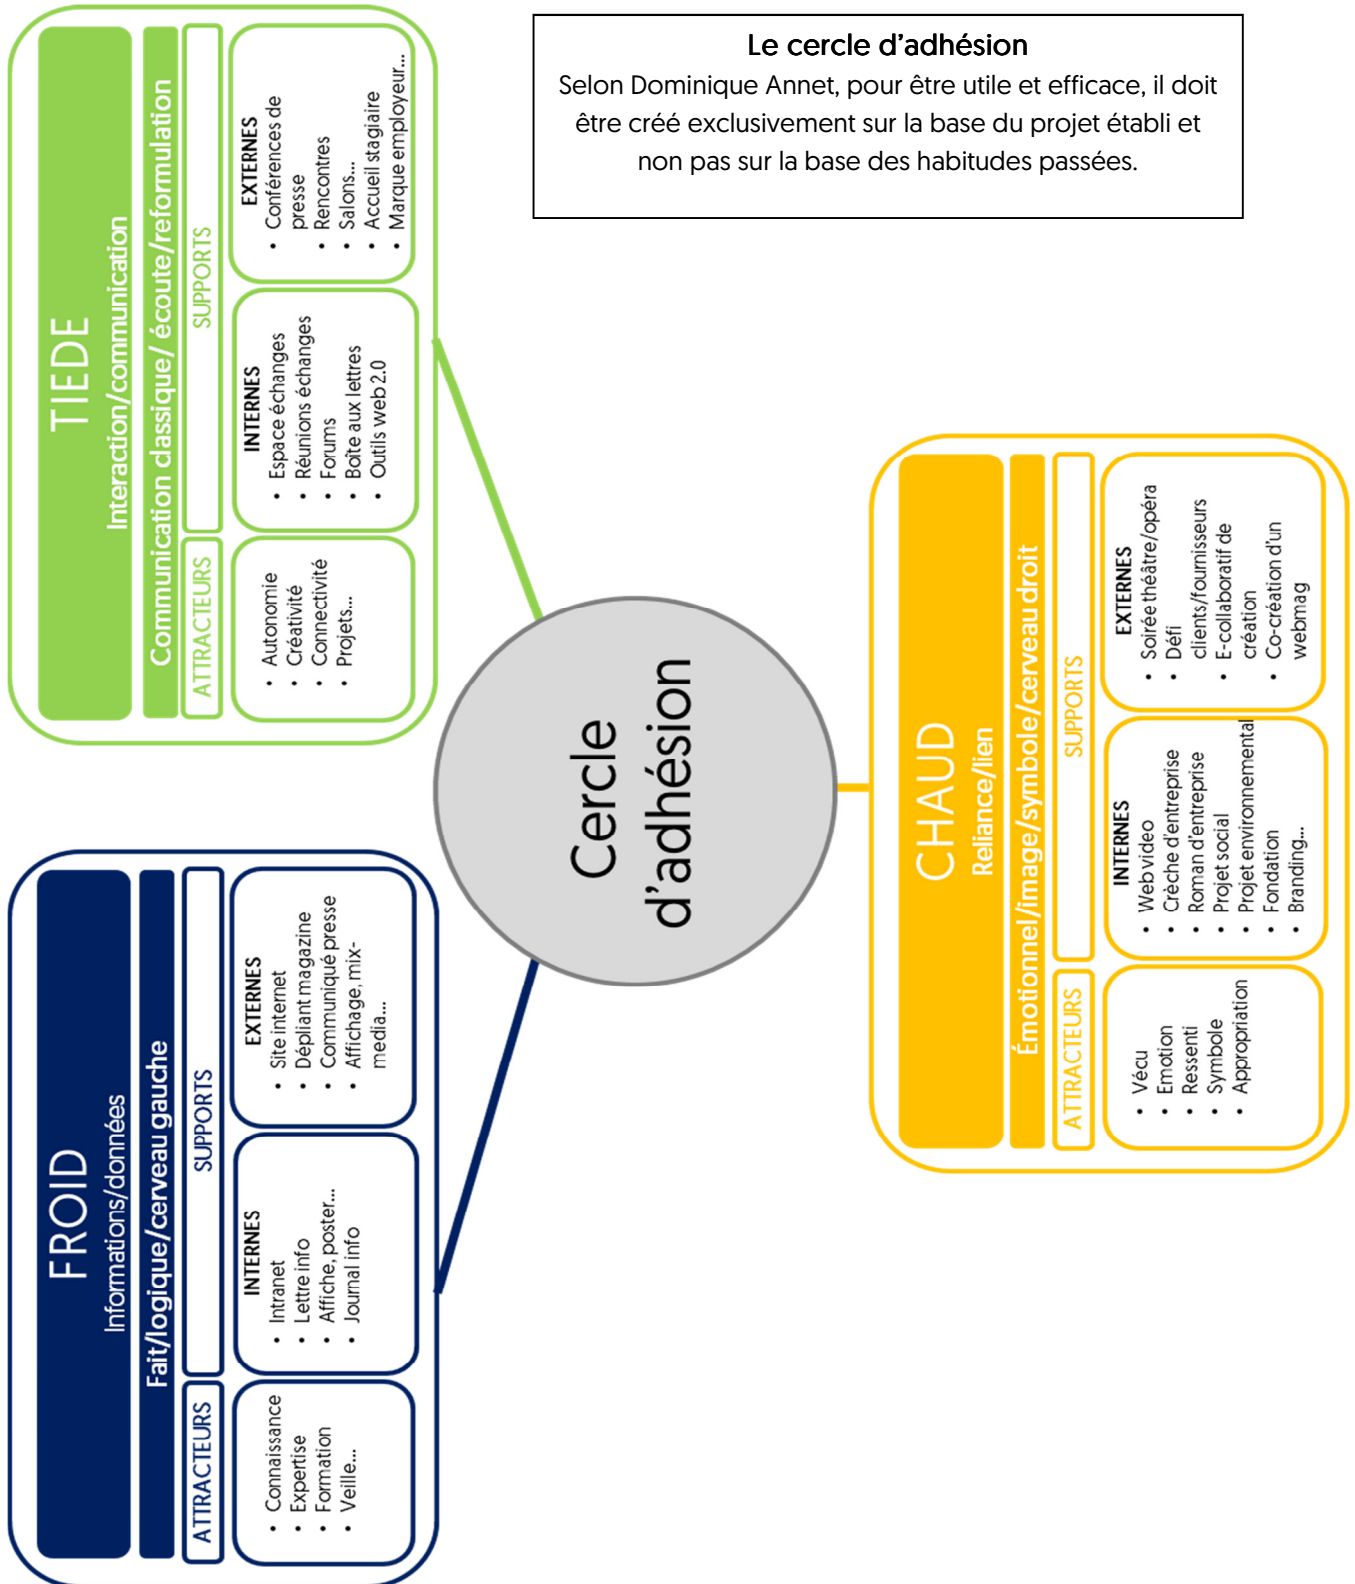 Le cercle d'adhésion
Selon Dominique Annet, pour être utile et efficace, il doit
être créé exclusivement sur la base du projet établi et
non pas sur la base des habitudes passées.
FROID
Informations/données
Fait/logique/cerveau gauche
ATTRACTEURS
SUPPORTS
• Connaissance
• Expertise
• Formation
• Veille...
INTERNES
• Intranet
• Lettre info
• Affiche, poster...
• Journal info
EXTERNES
• Site internet
• Dépliant magazine
• Communiqué presse
• Affichage, mix-
media...
TIEDE
Interaction/communication
Communication classique/ écoute/reformulation
ATTRACTEURS
SUPPORTS
• Autonomie
• Créativité
• Connectivité
• Projets...
INTERNES
• Espace échanges
• Réunions échanges
• Forums
• Boîte aux lettres
• Outils web 2.0
EXTERNES
• Conférences de
presse
• Rencontres
• Salons...
• Accueil stagiaire
• Marque employeur...
Cercle
d'adhésion
CHAUD
Reliance/lien
Émotionnel/image/symbole/cerveau droit
ATTRACTEURS
SUPPORTS
• Vécu
• Emotion
• Ressenti
• Symbole
• Appropriation
INTERNES
• Web video
• Crèche d'entreprise
• Roman d'entreprise
• Projet social
• Projet environnemental
• Fondation
• Branding...
EXTERNES
• Soirée théâtre/opéra
• Défi
clients/fournisseurs
• E-collaboratif de
création
• Co-création d'un
webmag